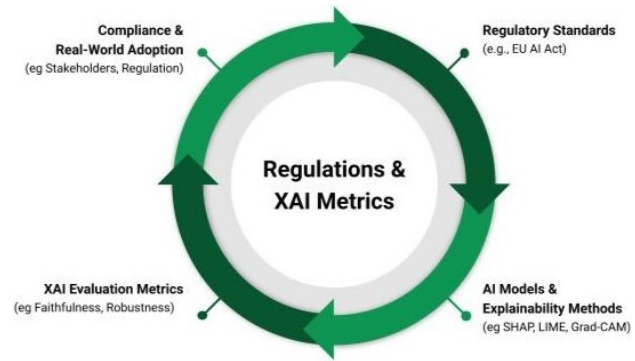 Compliance &
Real-World Adoption
(eg Stakeholders, Regulation)
Regulatory Standards
(e.g., EU AI Act)
Regulations &
XAI Metrics
XAI Evaluation Metrics
(eg Faithfulness, Robustness)
AI Models &
Explainability Methods
(eg SHAP, LIME, Grad-CAM)